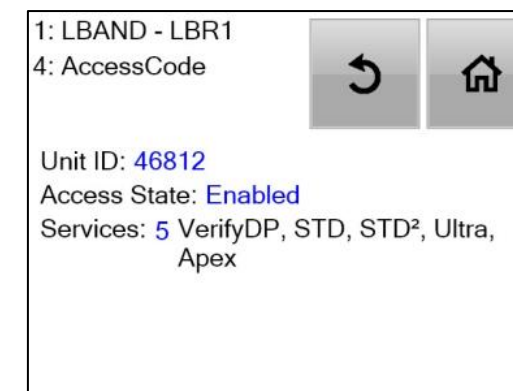 1: LBAND - LBR1
4: AccessCode
Unit ID: 46812
Access State: Enabled
Services: 5 VerifyDP, STD, STD², Ultra,
Apex